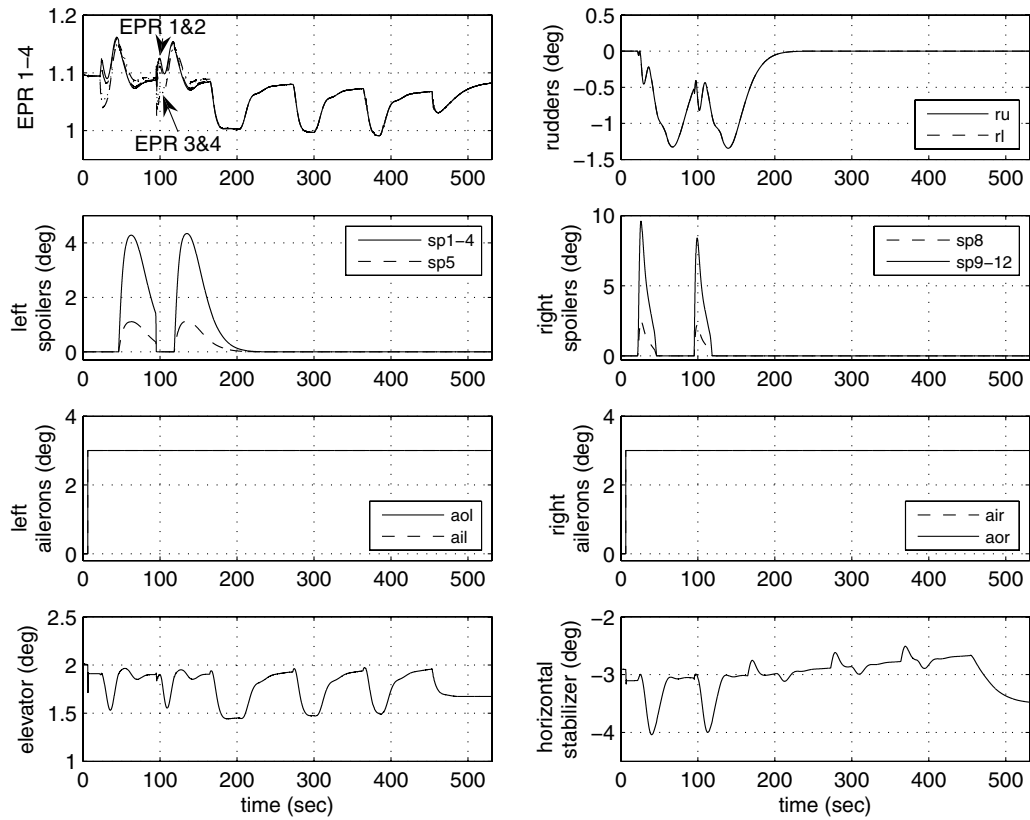 1.2
1.1
1
EPR 1−4
EPR 1&2
EPR 3&4
0 100 200 300 400 500
0.5
0
−0.5
−1
−1.5
rudders (deg)
ru
rl
0 100 200 300 400 500
4
2
0
left
spoilers (deg)
sp1−4
sp5
0 100 200 300 400 500
10
5
0
right
spoilers (deg)
sp8
sp9−12
0 100 200 300 400 500
4
2
0
left
ailerons (deg)
aol
ail
0 100 200 300 400 500
4
2
0
right
ailerons (deg)
air
aor
0 100 200 300 400 500
2.5
2
1.5
1
elevator (deg)
0 100 200 300 400 500
time (sec)
−2
−3
−4
horizontal
stabilizer (deg)
0 100 200 300 400 500
time (sec)